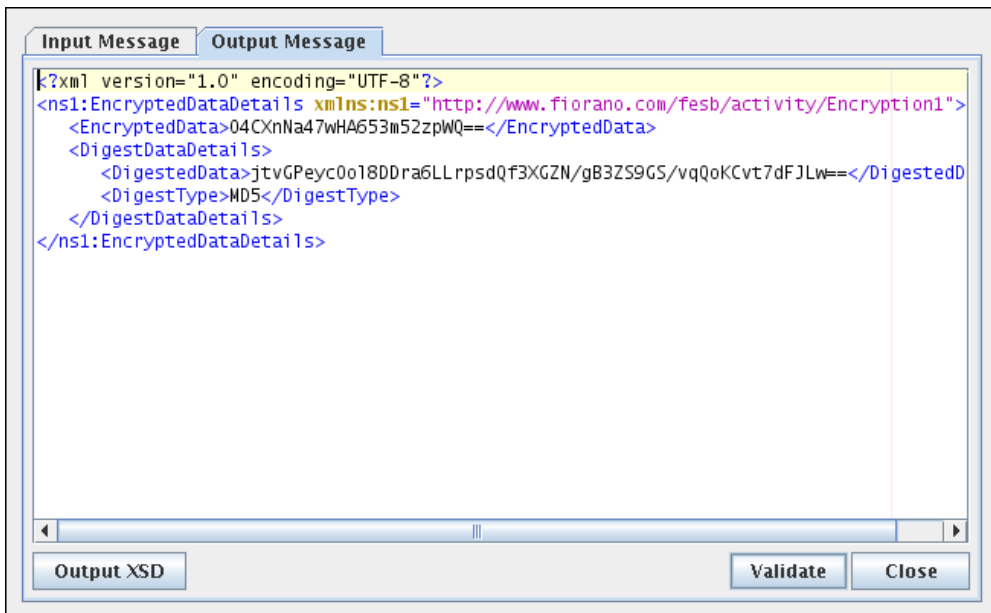 Input Message
Output Message
<?xml version="1.0" encoding="UTF-8"?>
<ns1:EncryptedDataDetails xmlns:ns1="http://www.fiorano.com/fesb/activity/Encryption1">
<EncryptedData>04CXnNa47wHA653m52zpWQ==</EncryptedData>
<DigestDataDetails>
<DigestedData>jtvGPeycOol8DDra6LLrpsdQf3XGZN/gB3ZS9GS/vqQoKCvt7dFJLw==</DigestedD
<DigestType>MD5</DigestType>
</DigestDataDetails>
</ns1:EncryptedDataDetails>
Output XSD
Validate
Close